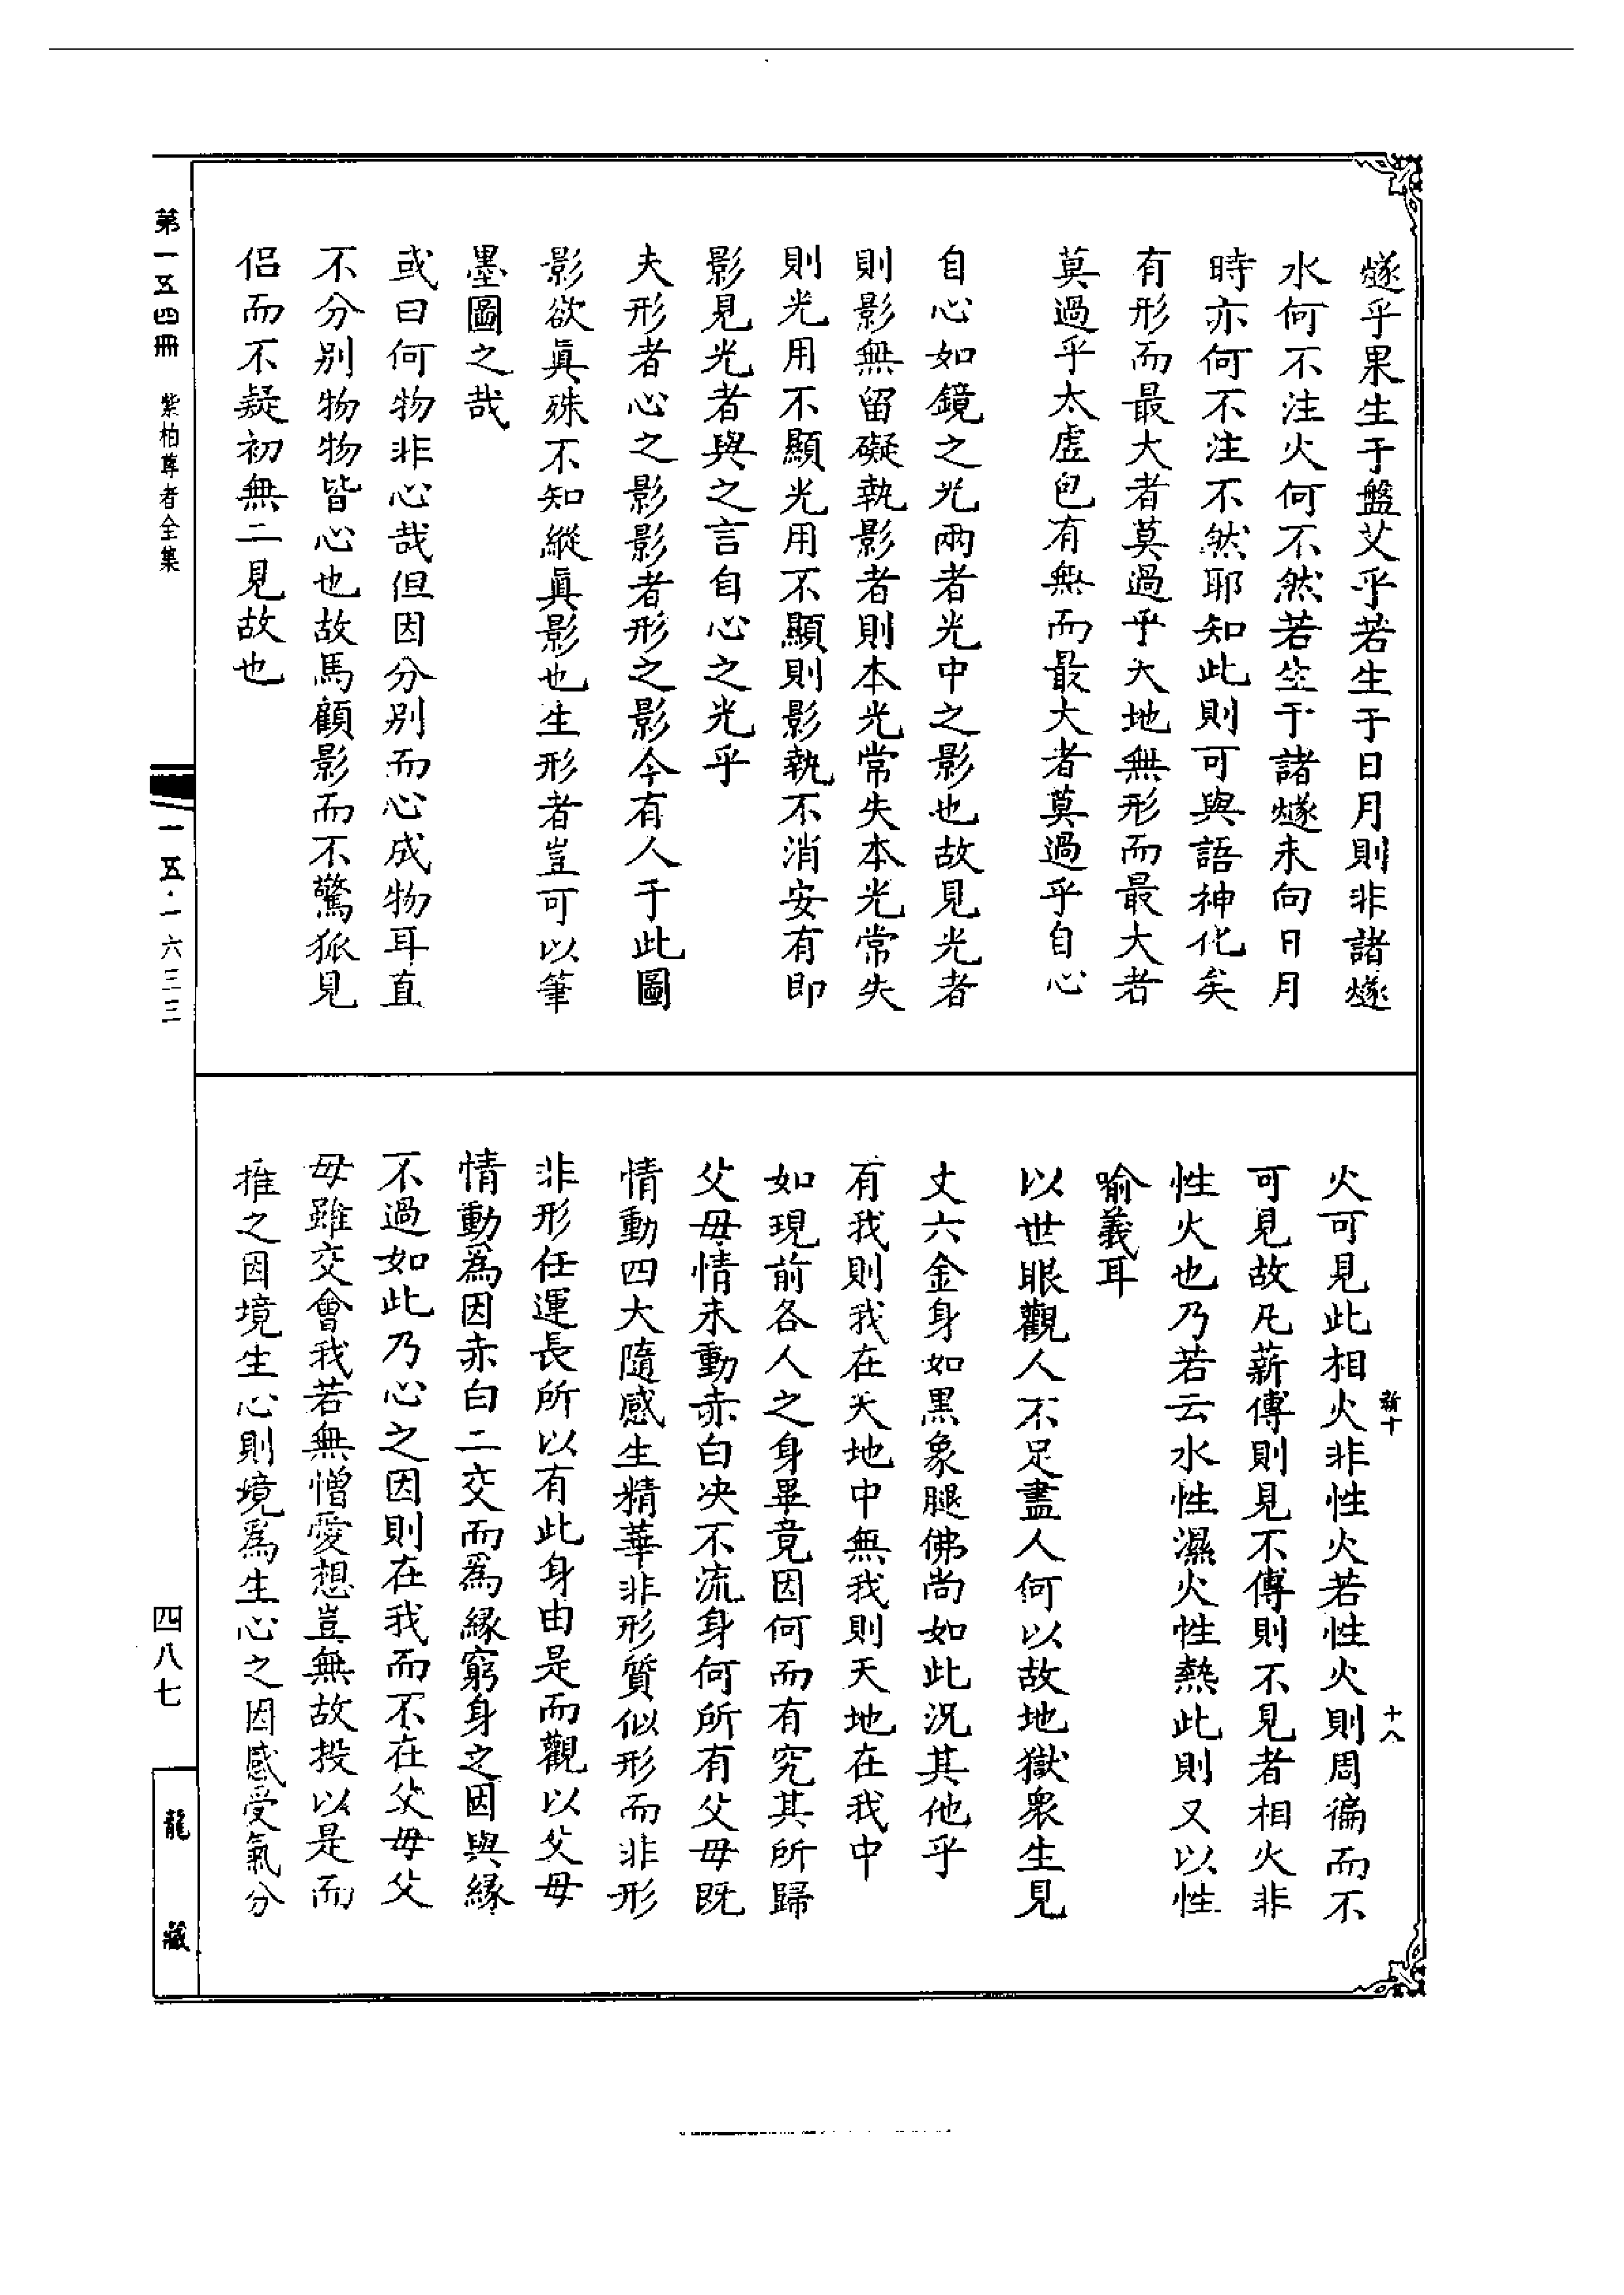 燧乎果生于盤艾乎若生于日月則非諸燧
水何不注火何不然若生于諸燧未向日月
時亦何不注不然耶知此則可與語神化矣
有形而最大者莫過乎天地無形而最大者
莫過乎太虛包有無而最大者莫過乎自心
自心如鏡之光兩者光中之影也故見光者
則影無留礙執影者則本光常失本光常失
則光用不顯光用不顯則影執不消安有即
影見光者與之言自心之光乎
夫形者心之影影者形之影今有人于此圖
影欲眞殊不知縱眞影也生形者豈可以筆
墨圖之哉
或曰何物非心哉但因分別而心成物耳直
不分別物物皆心也故馬顧影而不驚狐見
侶而不疑初無二見故也
火可見此相火非性火若性火則周徧而不
可見故凡薪傳則見不傳則不見者相火非
性火也乃若云水性濕火性熱此則又以性
喻義耳
以世眼觀人不足盡人何以故地獄衆生見
丈六金身如黑象腿佛尚如此況其他乎
有我則我在天地中無我則天地在我中
如現前各人之身畢竟因何而有究其所歸
父母情未動赤白決不流身何所有父母既
情動四大隨感生精華非形質似形而非形
非形任運長所以有此身由是而觀以父母
情動爲因赤白二交而爲緣窮身之因與緣
不過如此乃心之因則在我而不在父母父
母雖交會我若無憎愛想豈無故投以是而
推之因境生心則境爲生心之因感受氣分
新十
十八
第一五四冊 紫柏尊者全集
一五·一六三三
四八七
龍藏